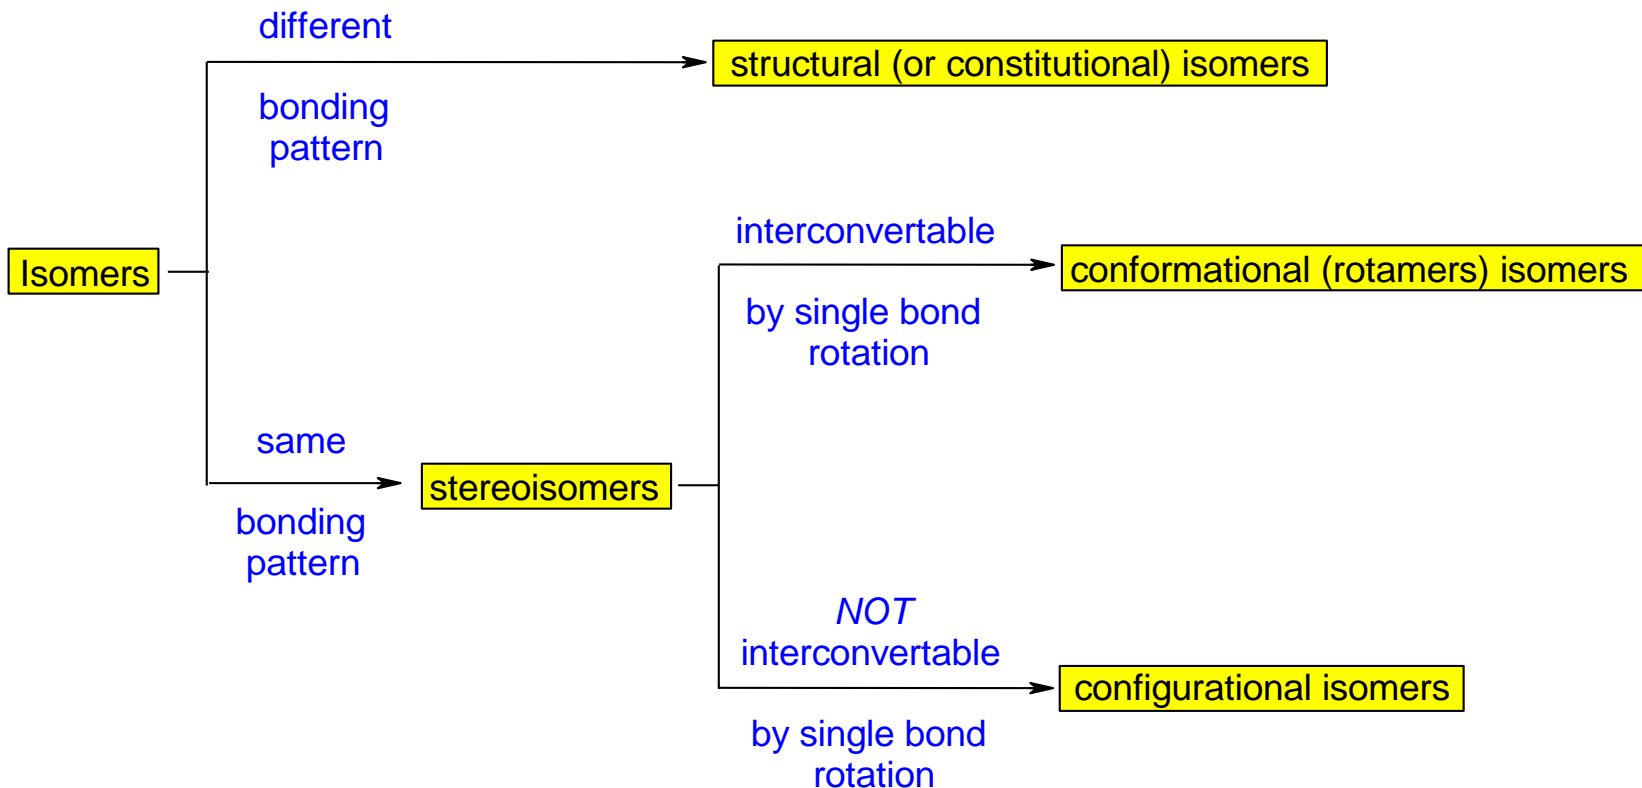 different
structural (or constitutional) isomers
bonding
pattern
interconvertable
Isomers
conformational (rotamers) isomers
by single bond
rotation
same
stereoisomers
bonding
pattern
NOT
interconvertable
configurational isomers
by single bond
rotation